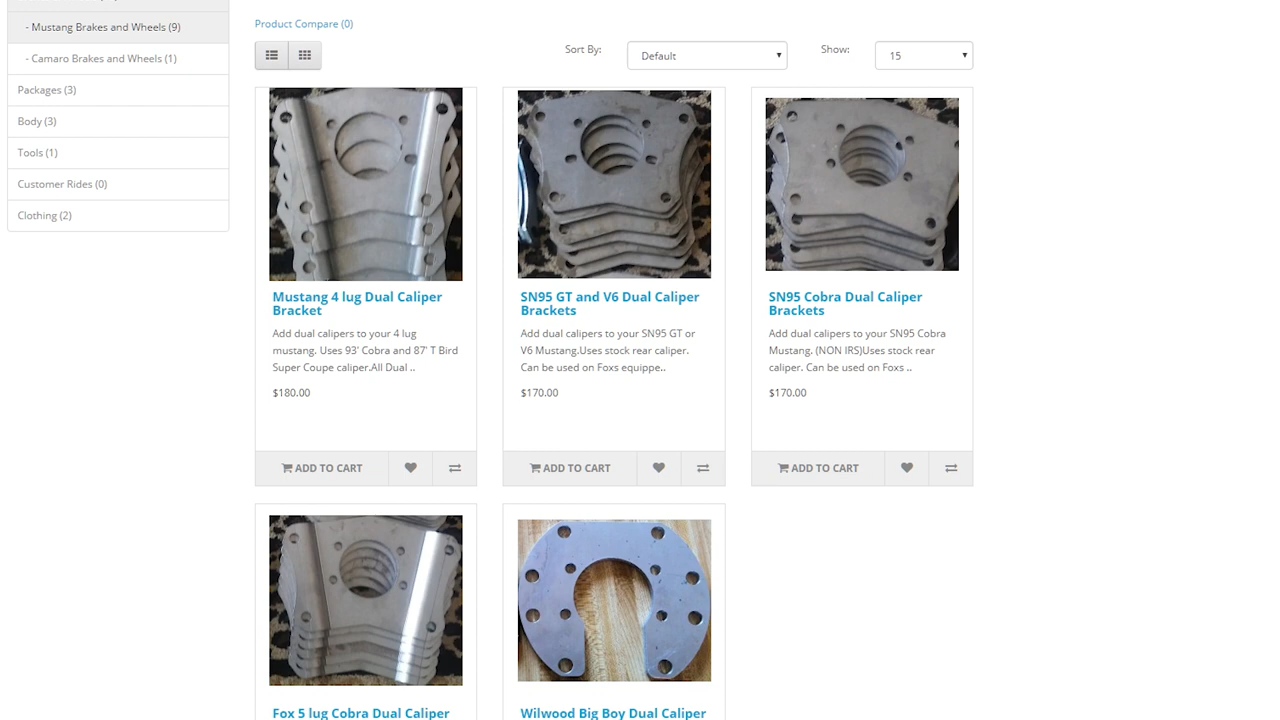 - Mustang Brakes and Wheels (9)
- Camaro Brakes and Wheels (1)
Packages (3)
Body (3)
Tools (1)
Customer Rides (0)
Clothing (2)
Product Compare (0)
Sort By:
Default
Show:
15
Mustang 4 lug Dual Caliper
Bracket
Add dual calipers to your 4 lug
mustang. Uses 93' Cobra and 87' T Bird
Super Coupe caliper.All Dual ..
$180.00
ADD TO CART
SN95 GT and V6 Dual Caliper
Brackets
Add dual calipers to your SN95 GT or
V6 Mustang.Uses stock rear caliper.
Can be used on Foxs equippe..
$170.00
ADD TO CART
SN95 Cobra Dual Caliper
Brackets
Add dual calipers to your SN95 Cobra
Mustang. (NON IRS)Uses stock rear
caliper. Can be used on Foxs ..
$170.00
ADD TO CART
Fox 5 lug Cobra Dual Caliper
Wilwood Big Boy Dual Caliper